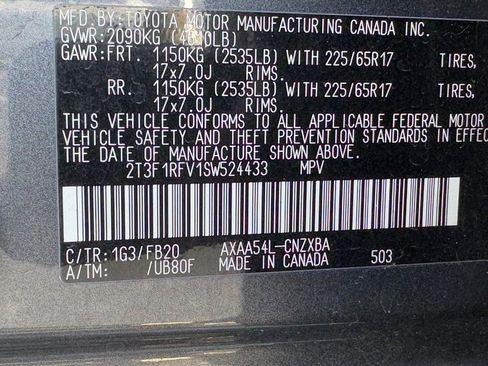 MFD.BY:TOYOTA MOTOR MANUFACTURING CANADA INC.
GVWR:2090KG LB)
GAWR:FRT. 1150KG (2535LB) WITH 225/65R17 TIRES,
17x7.0J RIMS.
RR. 1150KG (2535LB) WITH 225/65R17 TIRES,
17x7.0J RIMS.
THIS VEHICLE CONFORMS TO ALL APPLICABLE FEDERAL MOTOR
VEHICLE SAFETY AND THEFT PREVENTION STANDARDS IN EFFEC
THE DATE OF MANUFACTURE SHOWN ABOVE.
2T3F1RFV1SW524433 MPV
C/TR: 1G3/FB20 AXAA54L-CNZXBA
A/TM: /UB80F MADE IN CANADA 503